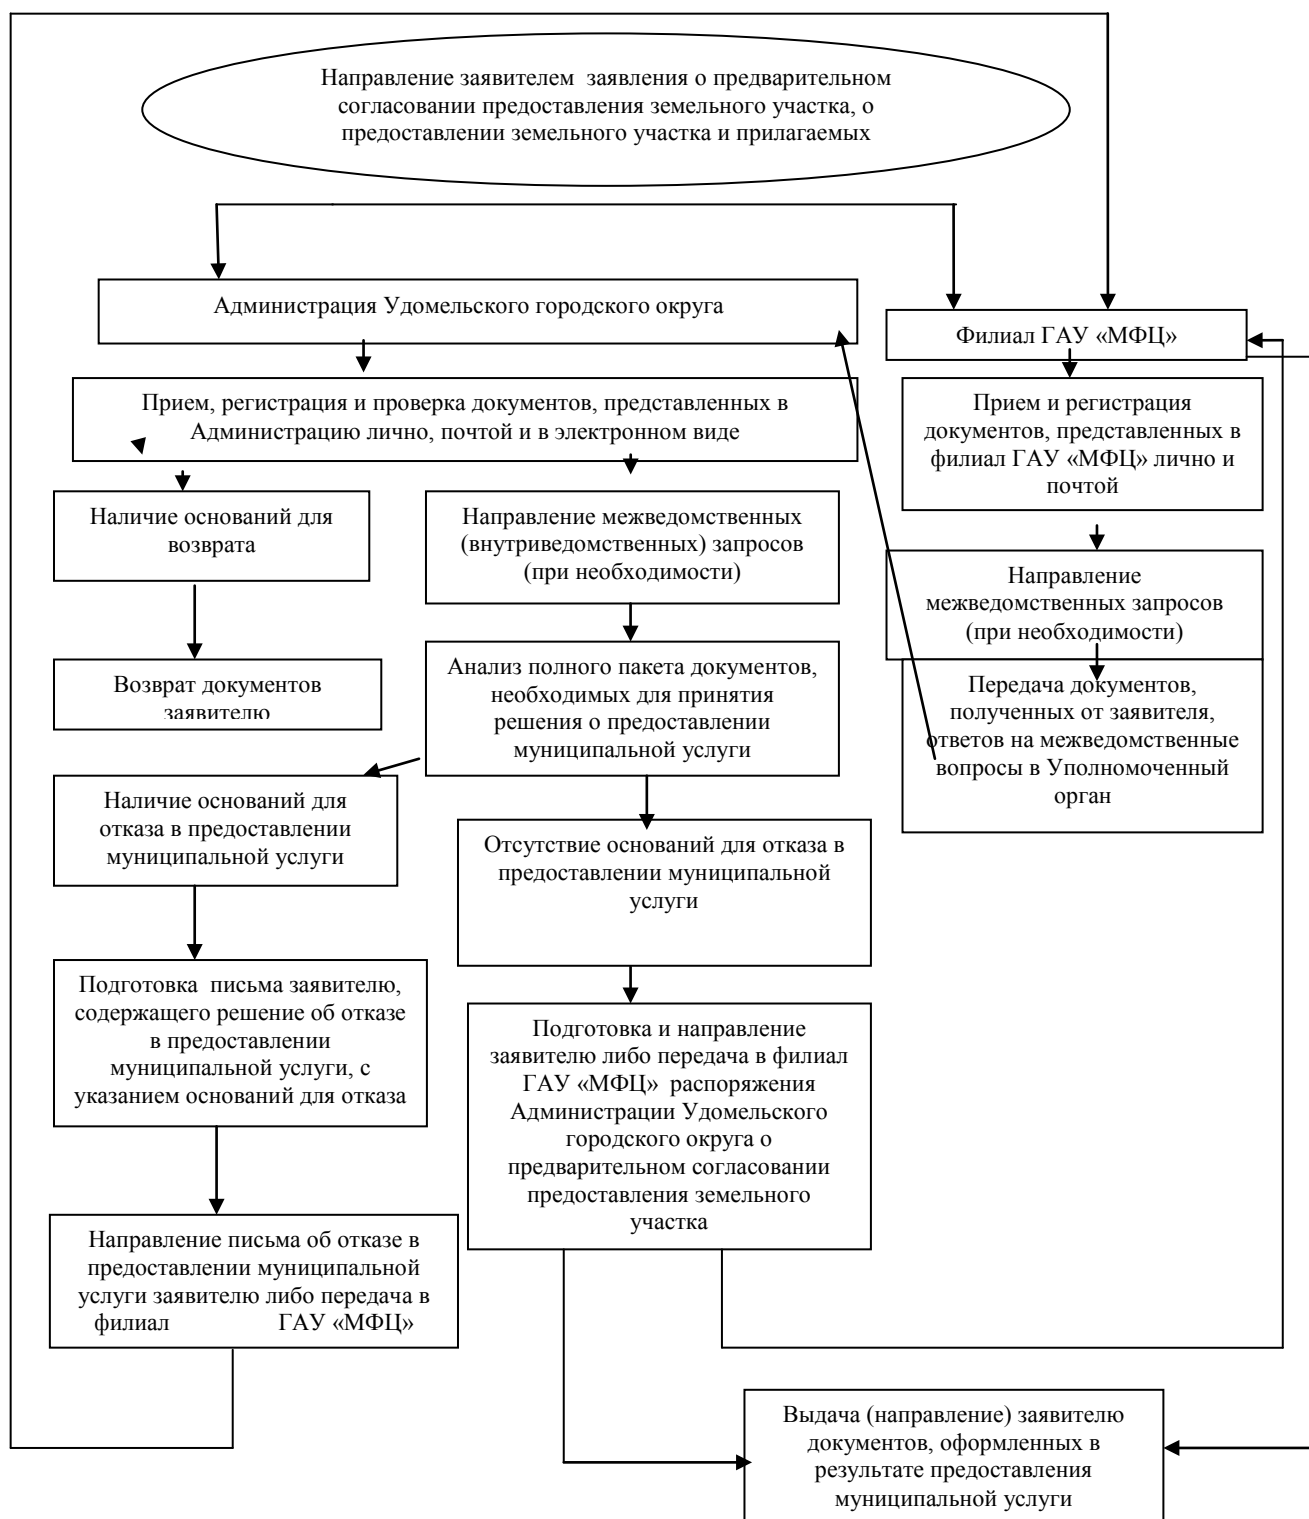 Направление заявителем заявления о предварительном
согласовании предоставления земельного участка, о
предоставлении земельного участка и прилагаемых
Администрация Удомельского городского округа
Филиал ГАУ «МФЦ»
Прием, регистрация и проверка документов, представленных в
Администрацию лично, почтой и в электронном виде
Прием и регистрация
документов, представленных в
филиал ГАУ «МФЦ» лично и
почтой
Наличие оснований для
возврата
Направление межведомственных
(внутриведомственных) запросов
(при необходимости)
Направление
межведомственных запросов
(при необходимости)
Возврат документов
заявителю
Анализ полного пакета документов,
необходимых для принятия
решения о предоставлении
муниципальной услуги
Передача документов,
полученных от заявителя,
ответов на межведомственные
вопросы в Уполномоченный
орган
Наличие оснований для
отказа в предоставлении
муниципальной услуги
Отсутствие оснований для отказа в
предоставлении муниципальной
услуги
Подготовка письма заявителю,
содержащего решение об отказе
в предоставлении
муниципальной услуги, с
указанием оснований для отказа
Подготовка и направление
заявителю либо передача в филиал
ГАУ «МФЦ» распоряжения
Администрации Удомельского
городского округа о
предварительном согласовании
предоставления земельного
участка
Направление письма об отказе в
предоставлении муниципальной
услуги заявителю либо передача в
филиал ГАУ «МФЦ»
Выдача (направление) заявителю
документов, оформленных в
результате предоставления
муниципальной услуги